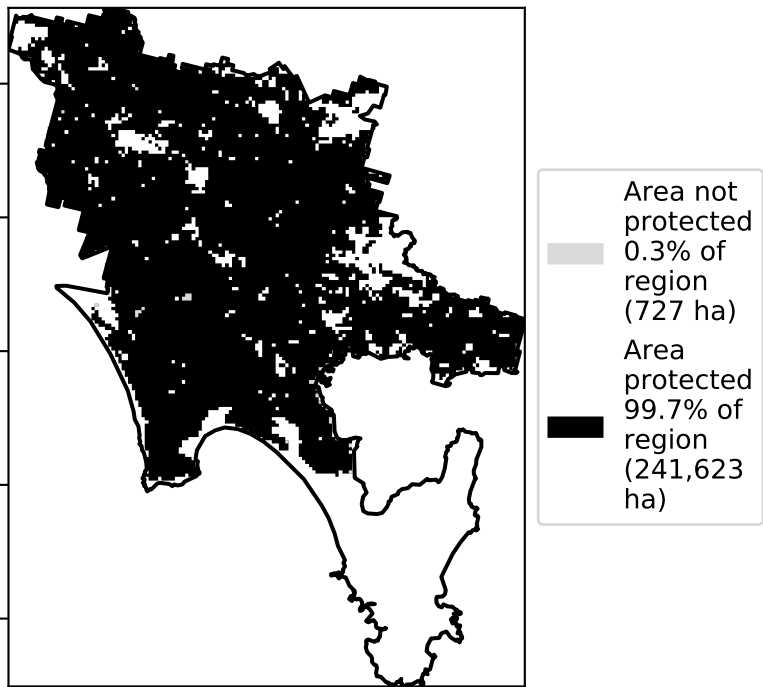 Area not
protected
0.3% of
region
(727 ha)
Area
protected
99.7% of
region
(241,623
ha)